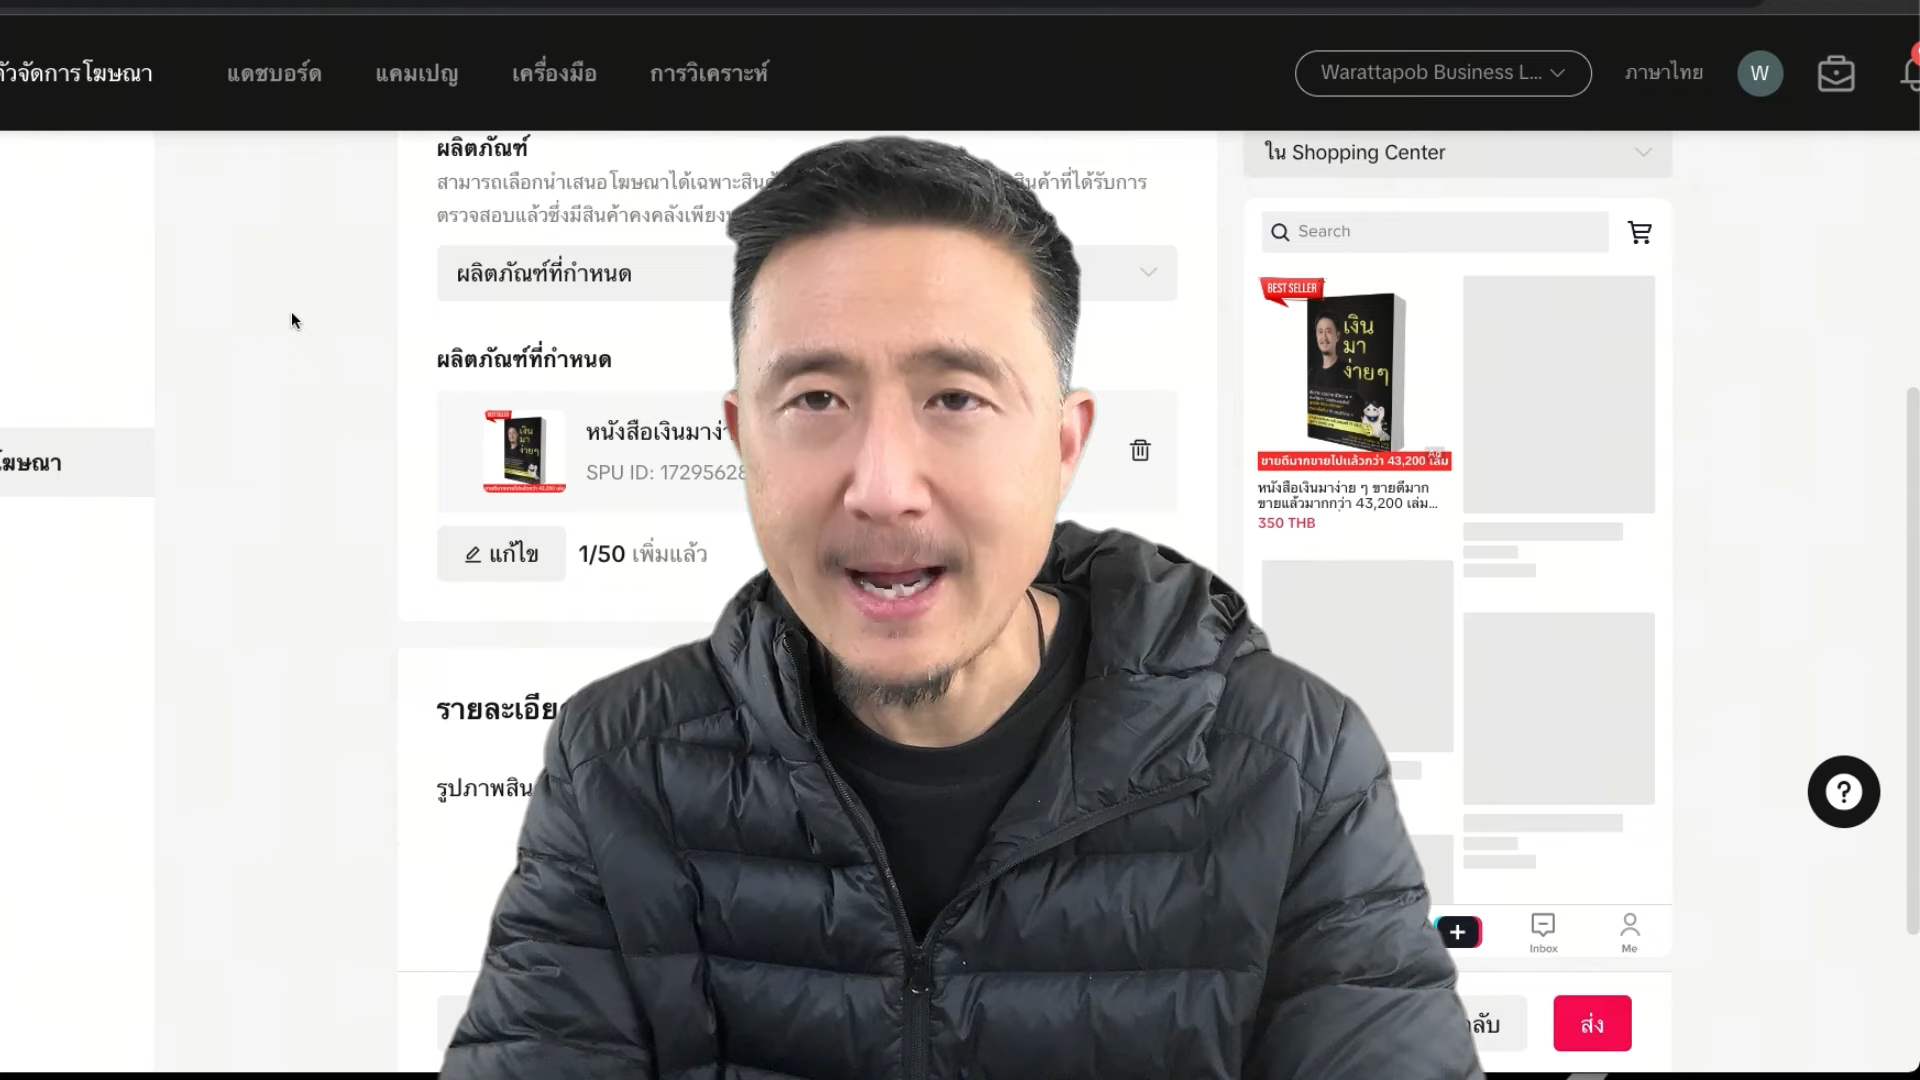 ตัวจัดการโฆษณา
แดชบอร์ด
แคมเปญ
เครื่องมือ
การวิเคราะห์
Warattapob Business L...
ภาษาไทย
W
ผลิตภัณฑ์
สามารถเลือกนำเสนอโฆษณาได้เฉพาะสินค้
สินค้าที่ได้รับการ
ตรวจสอบแล้วซึ่งมีสินค้าคงคลังเพียง
ผลิตภัณฑ์ที่กำหนด
ผลิตภัณฑ์ที่กำหนด
หนังสือเงินมาง่า
SPU ID: 17295628
แก้ไข
1/50 เพิ่มแล้ว
โฆษณา
รายละเอีย
รูปภาพสิน
ใน Shopping Center
Search
BEST SELLER
เงิน
มา
ง่ายๆ
ขายดีมากขายไปแล้วกว่า 43,200 เล่ม
Ad
หนังสือเงินมาง่าย ๆ ขายดีมาก
ขายแล้วมากกว่า 43,200 เล่ม...
350 THB
Inbox
Me
ลับ
ส่ง